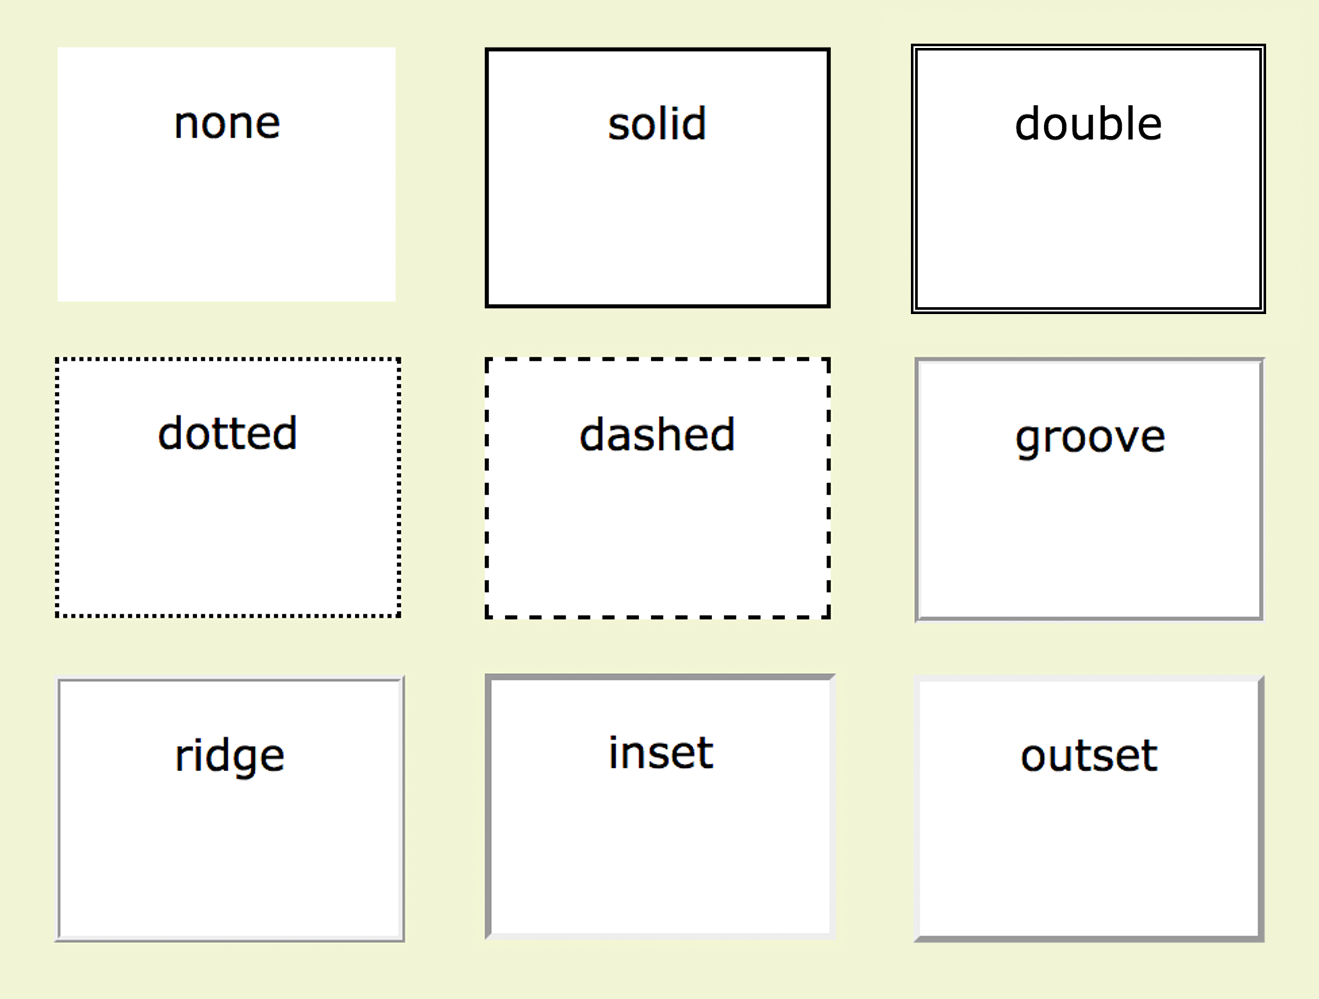 none
solid
double
dotted
dashed
groove
ridge
inset
outset